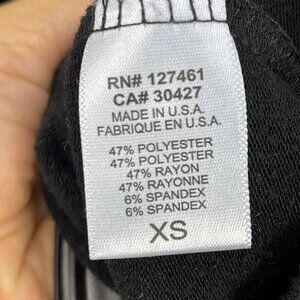 RN# 127461
CA# 30427
MADE IN U.S.A.
FABRIQUE EN U.S.A.
47% POLYESTER
47% POLYESTER
47% RAYON
47% RAYONNE
6% SPANDEX
6% SPANDEX
XS